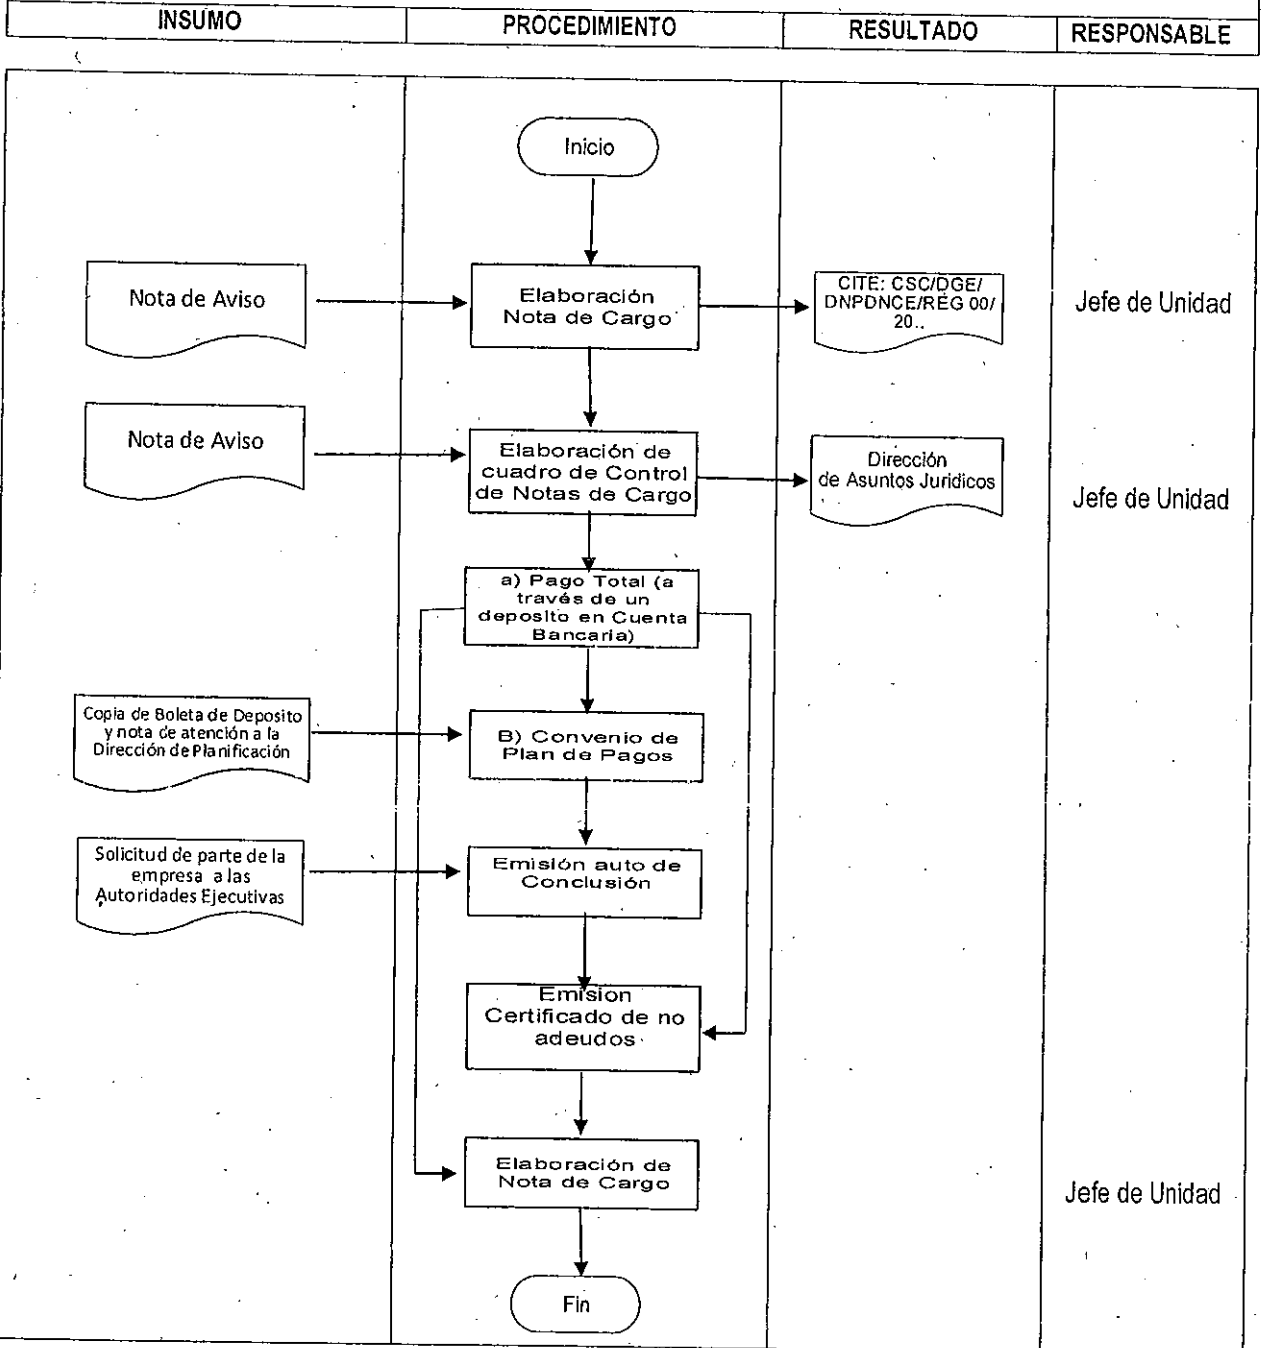 INSUMO
PROCEDIMIENTO
RESULTADO
RESPONSABLE
Inicio
Nota de Aviso
Elaboración
Nota de Cargo
CITE: CSC/DGE/
DNPDNCE/REG 00/
20..
Jefe de Unidad
Nota de Aviso
Elaboración de
cuadro de Control
de Notas de Cargo
Dirección
de Asuntos Juridicos
Jefe de Unidad
a) Pago Total (a
través de un
deposito en Cuenta
Bancaria)
Copia de Boleta de Deposito
y nota de atención a la
Dirección de Planificación
B) Convenio de
Plan de Pagos
Solicitud de parte de la
empresa a las
Autoridades Ejecutivas
Emisión auto de
Conclusión
Emision
Certificado de no
adeudos
Elaboración de
Nota de Cargo
Jefe de Unidad
Fin